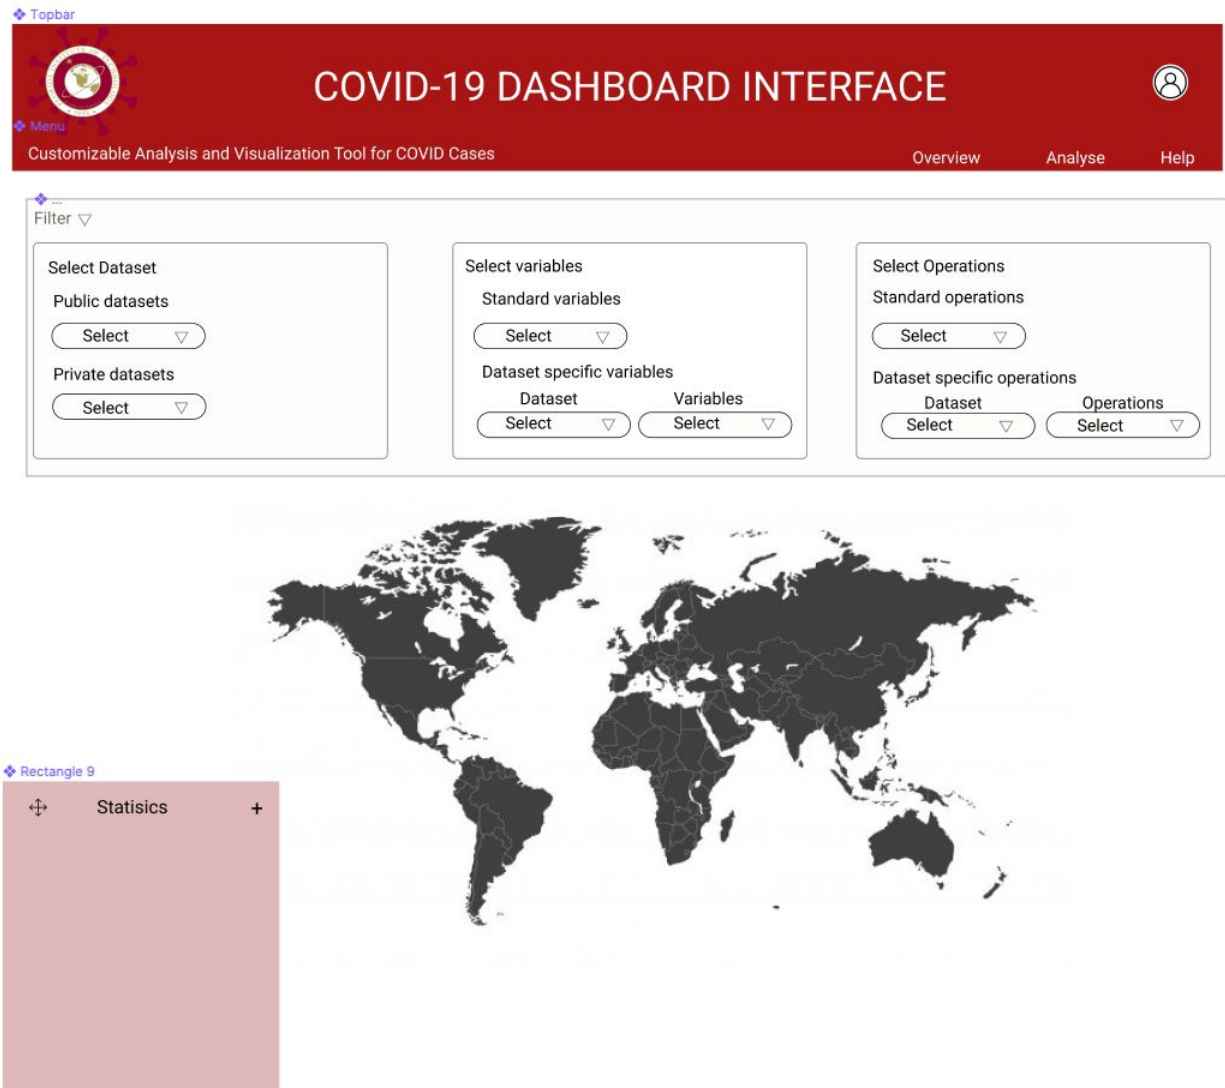 Topbar
COVID-19 DASHBOARD INTERFACE
Menu
Customizable Analysis and Visualization Tool for COVID Cases
Overview Analyse Help
...
Filter
Select Dataset
Public datasets
Select
Private datasets
Select
Select variables
Standard variables
Select
Dataset specific variables
Dataset Variables
Select Select
Select Operations
Standard operations
Select
Dataset specific operations
Dataset Operations
Select Select
Rectangle 9
Statisics +